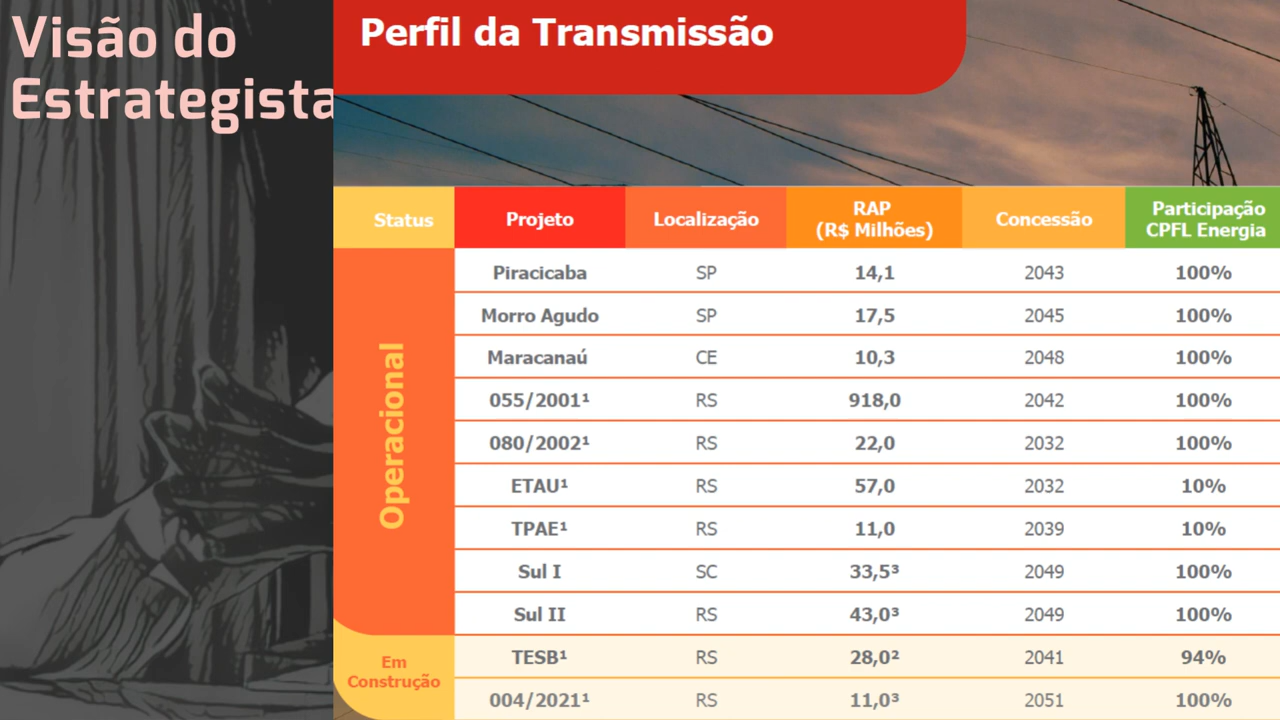 Visão do
Estrategista
Perfil da Transmissão
Status Projeto Localização RAP (R$ Milhões) Concessão Participação CPFL Energia
Operacional
Piracicaba SP 14,1 2043 100%
Morro Agudo SP 17,5 2045 100%
Maracanaú CE 10,3 2048 100%
055/2001¹ RS 918,0 2042 100%
080/2002¹ RS 22,0 2032 100%
ETAU¹ RS 57,0 2032 10%
TPAE¹ RS 11,0 2039 10%
Sul I SC 33,5³ 2049 100%
Sul II RS 43,0³ 2049 100%
Em
Construção
TESB¹ RS 28,0² 2041 94%
004/2021¹ RS 11,0³ 2051 100%